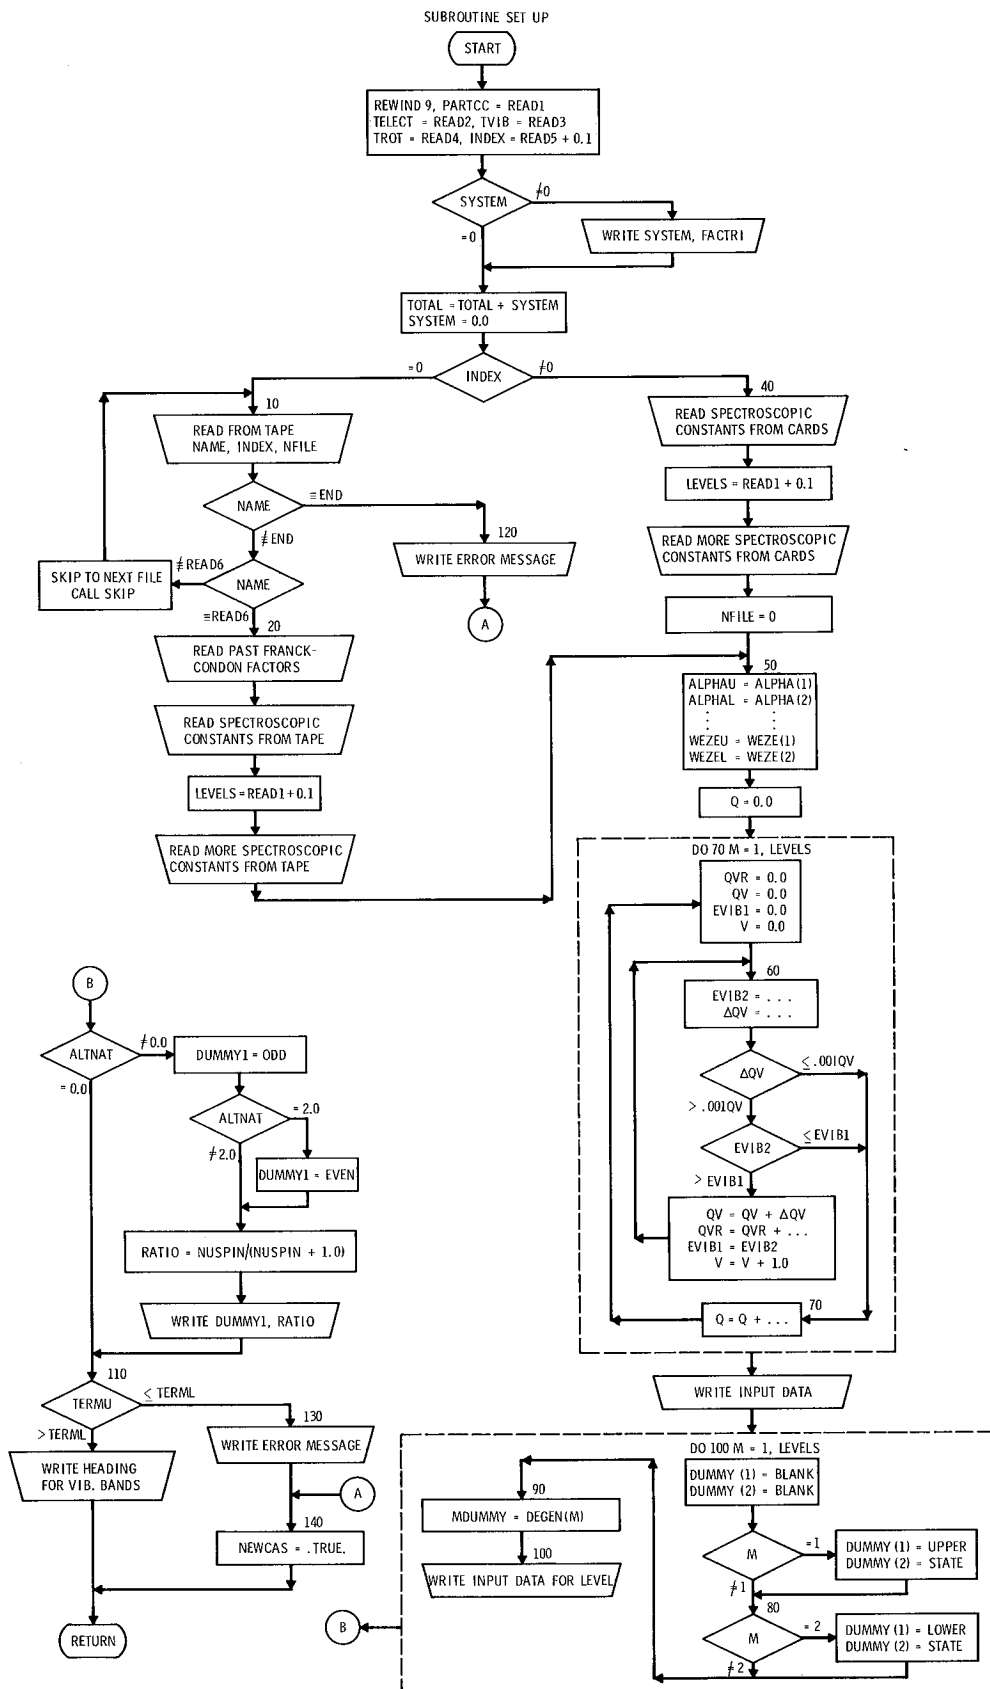 SUBROUTINE SET UP
START
REWIND 9, PARTCC = READ1
TELECT = READ2, TVIB = READ3
TROT = READ4, INDEX = READ5 + 0.1
SYSTEM
≠0
=0
WRITE SYSTEM, FACTR1
TOTAL = TOTAL + SYSTEM
SYSTEM = 0.0
INDEX
=0
≠0
10
READ FROM TAPE
NAME, INDEX, NFILE
NAME
≡END
≢END
120
WRITE ERROR MESSAGE
A
NAME
≢READ6
SKIP TO NEXT FILE
CALL SKIP
≡READ6
20
READ PAST FRANCK-
CONDON FACTORS
READ SPECTROSCOPIC
CONSTANTS FROM TAPE
LEVELS = READ1 + 0.1
READ MORE SPECTROSCOPIC
CONSTANTS FROM TAPE
40
READ SPECTROSCOPIC
CONSTANTS FROM CARDS
LEVELS = READ1 + 0.1
READ MORE SPECTROSCOPIC
CONSTANTS FROM CARDS
NFILE = 0
50
ALPHAU = ALPHA(1)
ALPHAL = ALPHA(2)
⋮ ⋮
WEZEU = WEZE(1)
WEZEL = WEZE(2)
Q = 0.0
DO 70 M = 1, LEVELS
QVR = 0.0
QV = 0.0
EVIB1 = 0.0
V = 0.0
60
EVIB2 = . . .
ΔQV = . . .
ΔQV
≤ .001QV
> .001QV
EVIB2
≤ EVIB1
> EVIB1
QV = QV + ΔQV
QVR = QVR + . . .
EVIB1 = EVIB2
V = V + 1.0
70
Q = Q + . . .
WRITE INPUT DATA
DO 100 M = 1, LEVELS
DUMMY (1) = BLANK
DUMMY (2) = BLANK
M
=1
DUMMY (1) = UPPER
DUMMY (2) = STATE
≠1
80
M
= 2
DUMMY (1) = LOWER
DUMMY (2) = STATE
≠2
90
MDUMMY = DEGEN(M)
100
WRITE INPUT DATA FOR LEVEL
B
B
ALTNAT
≠0.0
= 0.0
DUMMY1 = ODD
ALTNAT
= 2.0
≠2.0
DUMMY1 = EVEN
RATIO = NUSPIN/(NUSPIN + 1.0)
WRITE DUMMY1, RATIO
110
TERMU
≤ TERML
> TERML
WRITE HEADING
FOR VIB. BANDS
130
WRITE ERROR MESSAGE
A
140
NEWCAS = .TRUE.
RETURN